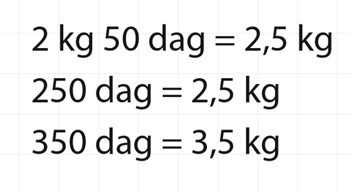 2 kg 50 dag = 2,5 kg
250 dag = 2,5 kg
350 dag = 3,5 kg